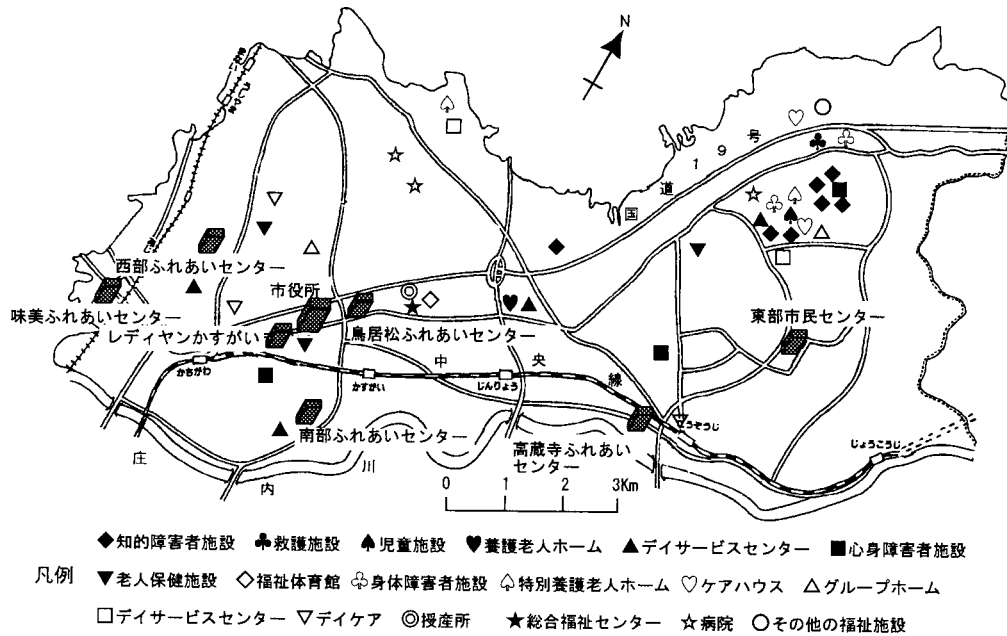 N
国道19号
西部ふれあいセンター
市役所
味美ふれあいセンター
レディヤンかすがい
鳥居松ふれあいセンター
東部市民センター
中央線
かちがわ
かすがい
じんりょう
じょうこうじ
南部ふれあいセンター
高蔵寺ふれあい
センター
庄内川
0 1 2 3Km
◆知的障害者施設 ♣救護施設 ♠児童施設 ♥養護老人ホーム ▲デイサービスセンター ■心身障害者施設
凡例 ▼老人保健施設 ◇福祉体育館 ♧身体障害者施設 ♤特別養護老人ホーム ♡ケアハウス △グループホーム
□デイサービスセンター ▽デイケア ◎授産所 ★総合福祉センター ☆病院 ○その他の福祉施設